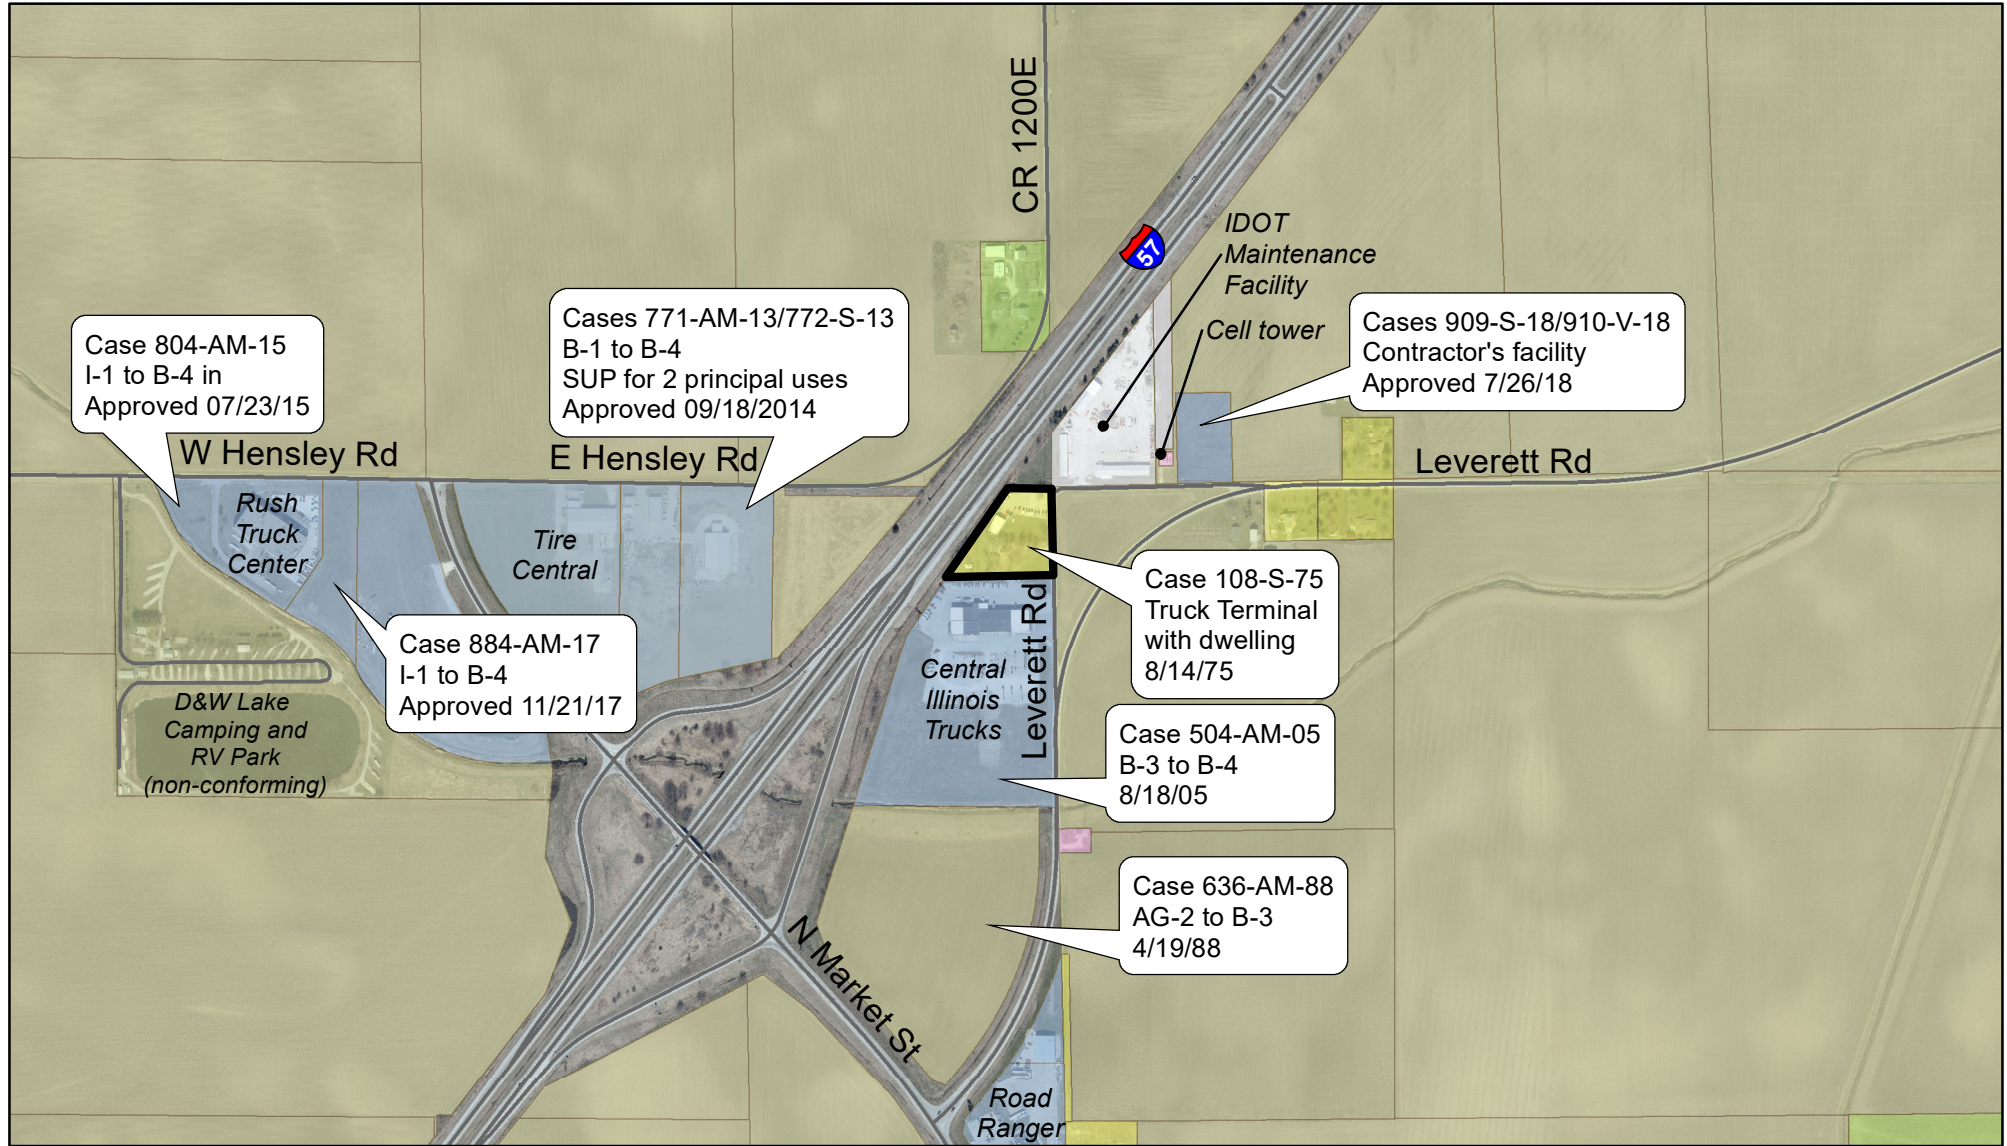 CR 1200E
57
IDOT
Maintenance
Facility
Cell tower
Case 804-AM-15
I-1 to B-4 in
Approved 07/23/15
Cases 771-AM-13/772-S-13
B-1 to B-4
SUP for 2 principal uses
Approved 09/18/2014
Cases 909-S-18/910-V-18
Contractor's facility
Approved 7/26/18
W Hensley Rd
E Hensley Rd
Leverett Rd
Rush
Truck
Center
Tire
Central
Case 108-S-75
Truck Terminal
with dwelling
8/14/75
Case 884-AM-17
I-1 to B-4
Approved 11/21/17
Central
Illinois
Trucks
Leverett Rd
D&W Lake
Camping and
RV Park
(non-conforming)
Case 504-AM-05
B-3 to B-4
8/18/05
Case 636-AM-88
AG-2 to B-3
4/19/88
N Market St
Road
Ranger